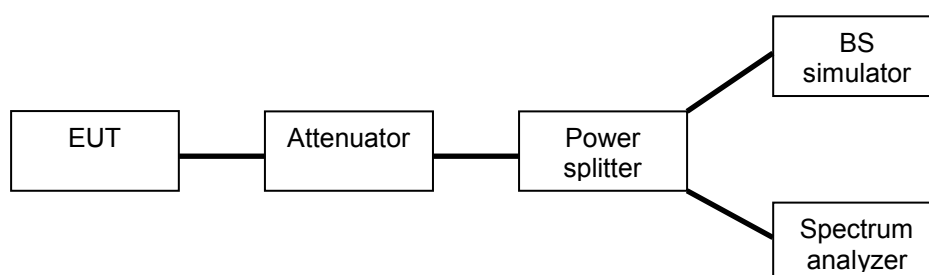 EUT
Attenuator
Power
splitter
BS
simulator
Spectrum
analyzer